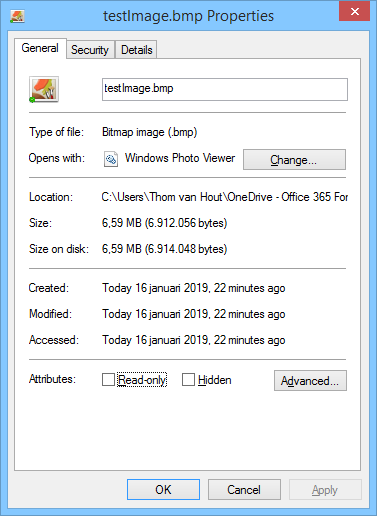 testImage.bmp Properties
General Security Details
testImage.bmp
Type of file: Bitmap image (.bmp)
Opens with: Windows Photo Viewer Change...
Location: C:\Users\Thom van Hout\OneDrive - Office 365 For
Size: 6,59 MB (6.912.056 bytes)
Size on disk: 6,59 MB (6.914.048 bytes)
Created: Today 16 januari 2019, 22 minutes ago
Modified: Today 16 januari 2019, 22 minutes ago
Accessed: Today 16 januari 2019, 22 minutes ago
Attributes: Read-only Hidden Advanced...
OK Cancel Apply